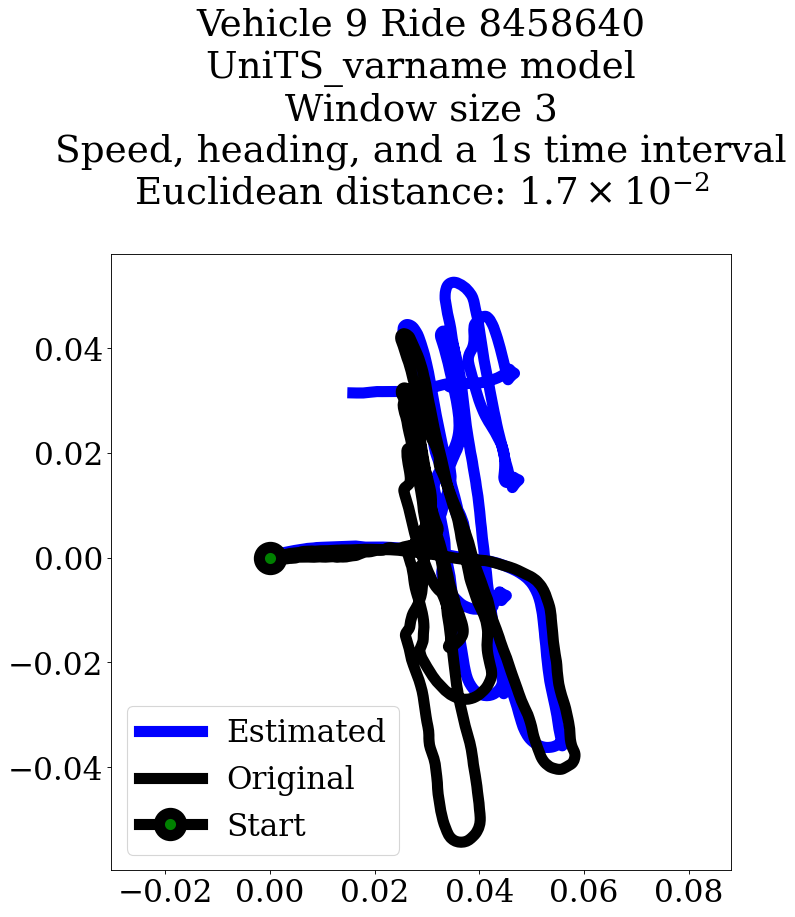 Vehicle 9 Ride 8458640
UniTS_varname model
Window size 3
Speed, heading, and a 1s time interval
Euclidean distance: 1.7 × 10⁻²
0.04
0.02
0.00
−0.02
−0.04
Estimated
Original
Start
−0.02 0.00 0.02 0.04 0.06 0.08